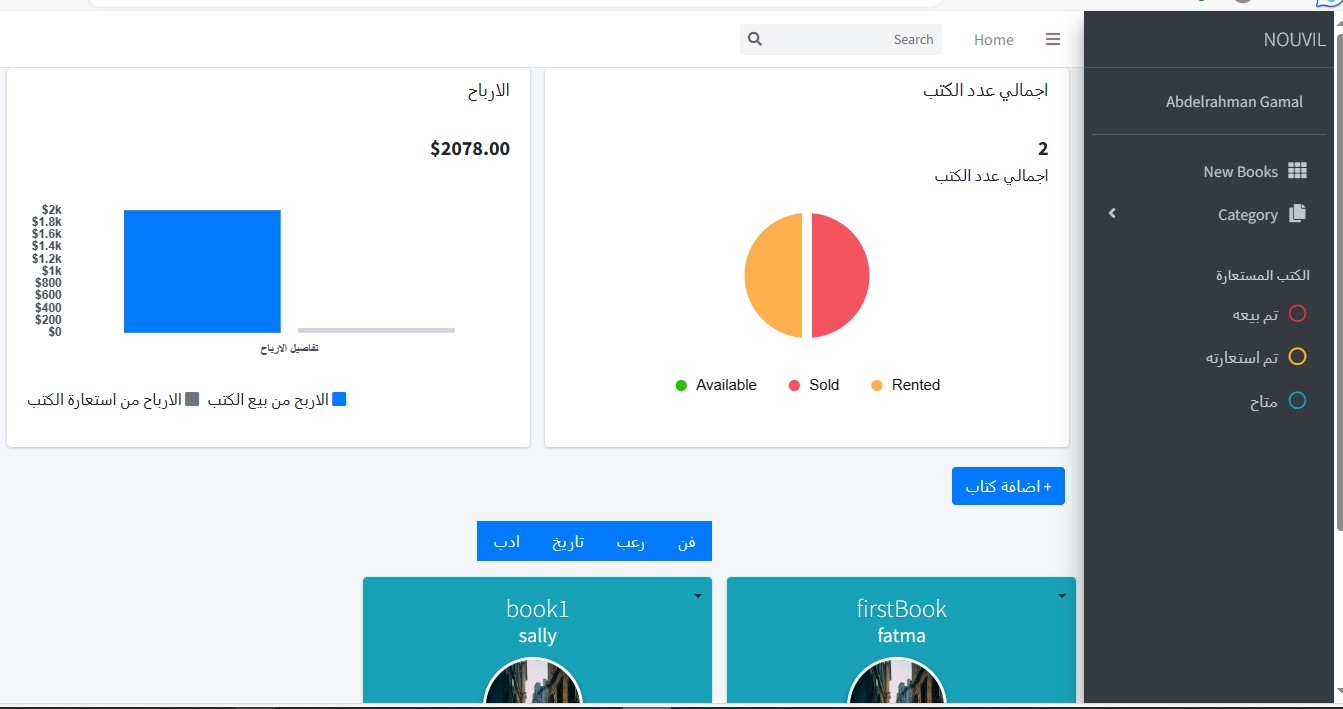 NOUVIL
Abdelrahman Gamal
New Books
Category
الكتب المستعارة
تم بيعه
تم استعارته
متاح
Home
Search
اجمالي عدد الكتب
2
اجمالي عدد الكتب
Available Sold Rented
الارباح
$2078.00
$2k
$1.8k
$1.6k
$1.4k
$1.2k
$1k
$800
$600
$400
$200
$0
تفاصيل الارباح
الاربح من بيع الكتب الارباح من استعارة الكتب
+ اضافة كتاب
فن رعب تاريخ ادب
firstBook
fatma
book1
sally